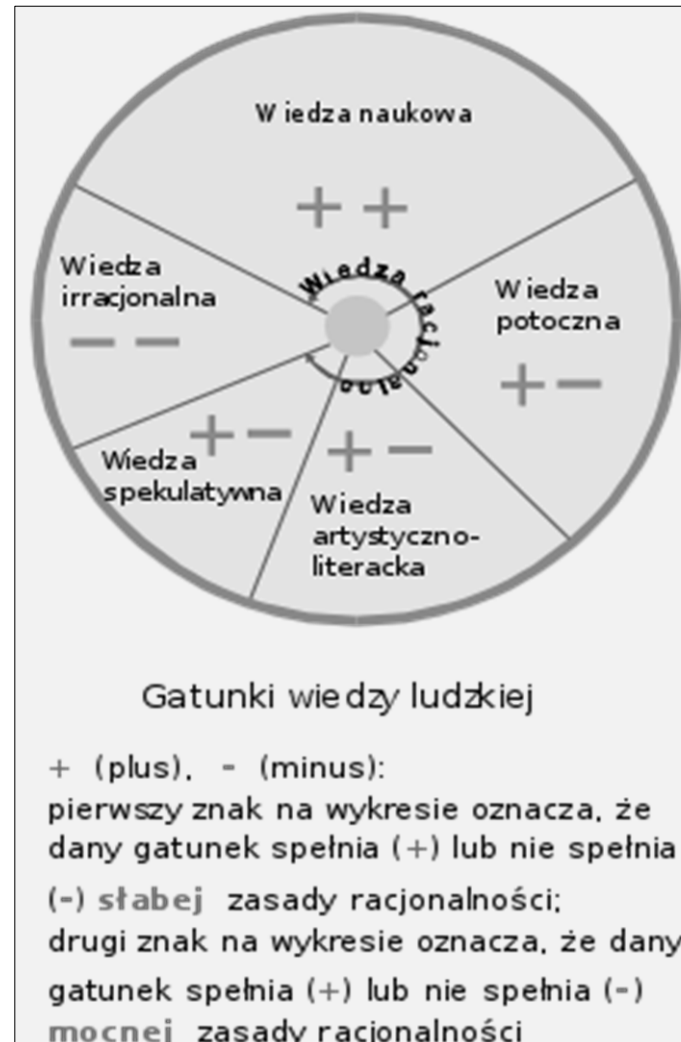 Wiedza naukowa
+ +
Wiedza
irracjonalna
− −
Wiedza racjonalna
Wiedza
potoczna
+ −
+ −
Wiedza
spekulatywna
+ −
Wiedza
artystyczno-
literacka
Gatunki wiedzy ludzkiej
+ (plus), - (minus):
pierwszy znak na wykresie oznacza, że
dany gatunek spełnia (+) lub nie spełnia
(-) słabej zasady racjonalności;
drugi znak na wykresie oznacza, że dany
gatunek spełnia (+) lub nie spełnia (-)
mocnej zasady racjonalności